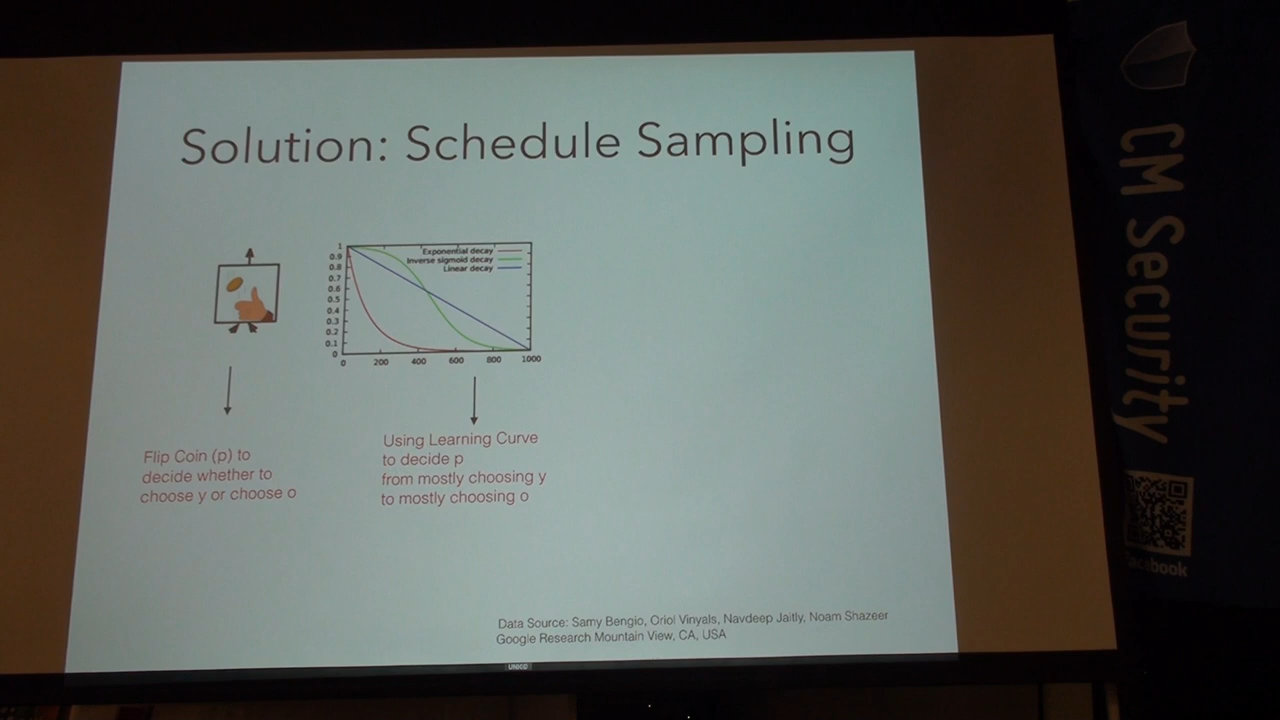 Solution: Schedule Sampling
1
0.9
0.8
0.7
0.6
0.5
0.4
0.3
0.2
0.1
0
Exponential decay
Inverse sigmoid decay
Linear decay
0 200 400 600 800 1000
Flip Coin (p) to
decide whether to
choose y or choose o
Using Learning Curve
to decide p
from mostly choosing y
to mostly choosing o
Data Source: Samy Bengio, Oriol Vinyals, Navdeep Jaitly, Noam Shazeer
Google Research Mountain View, CA, USA
UNICO
CM Security
facebook